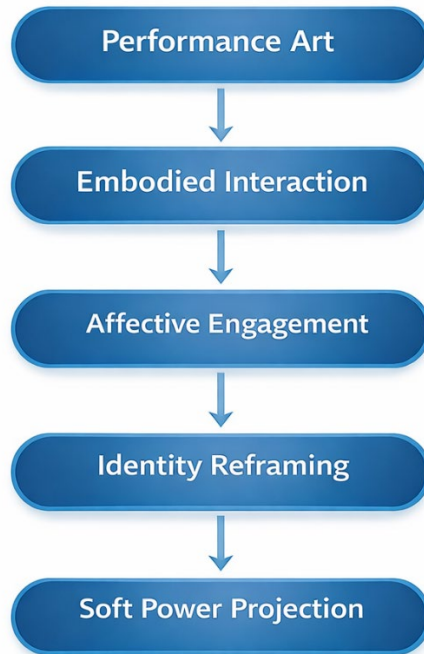 Performance Art
Embodied Interaction
Affective Engagement
Identity Reframing
Soft Power Projection